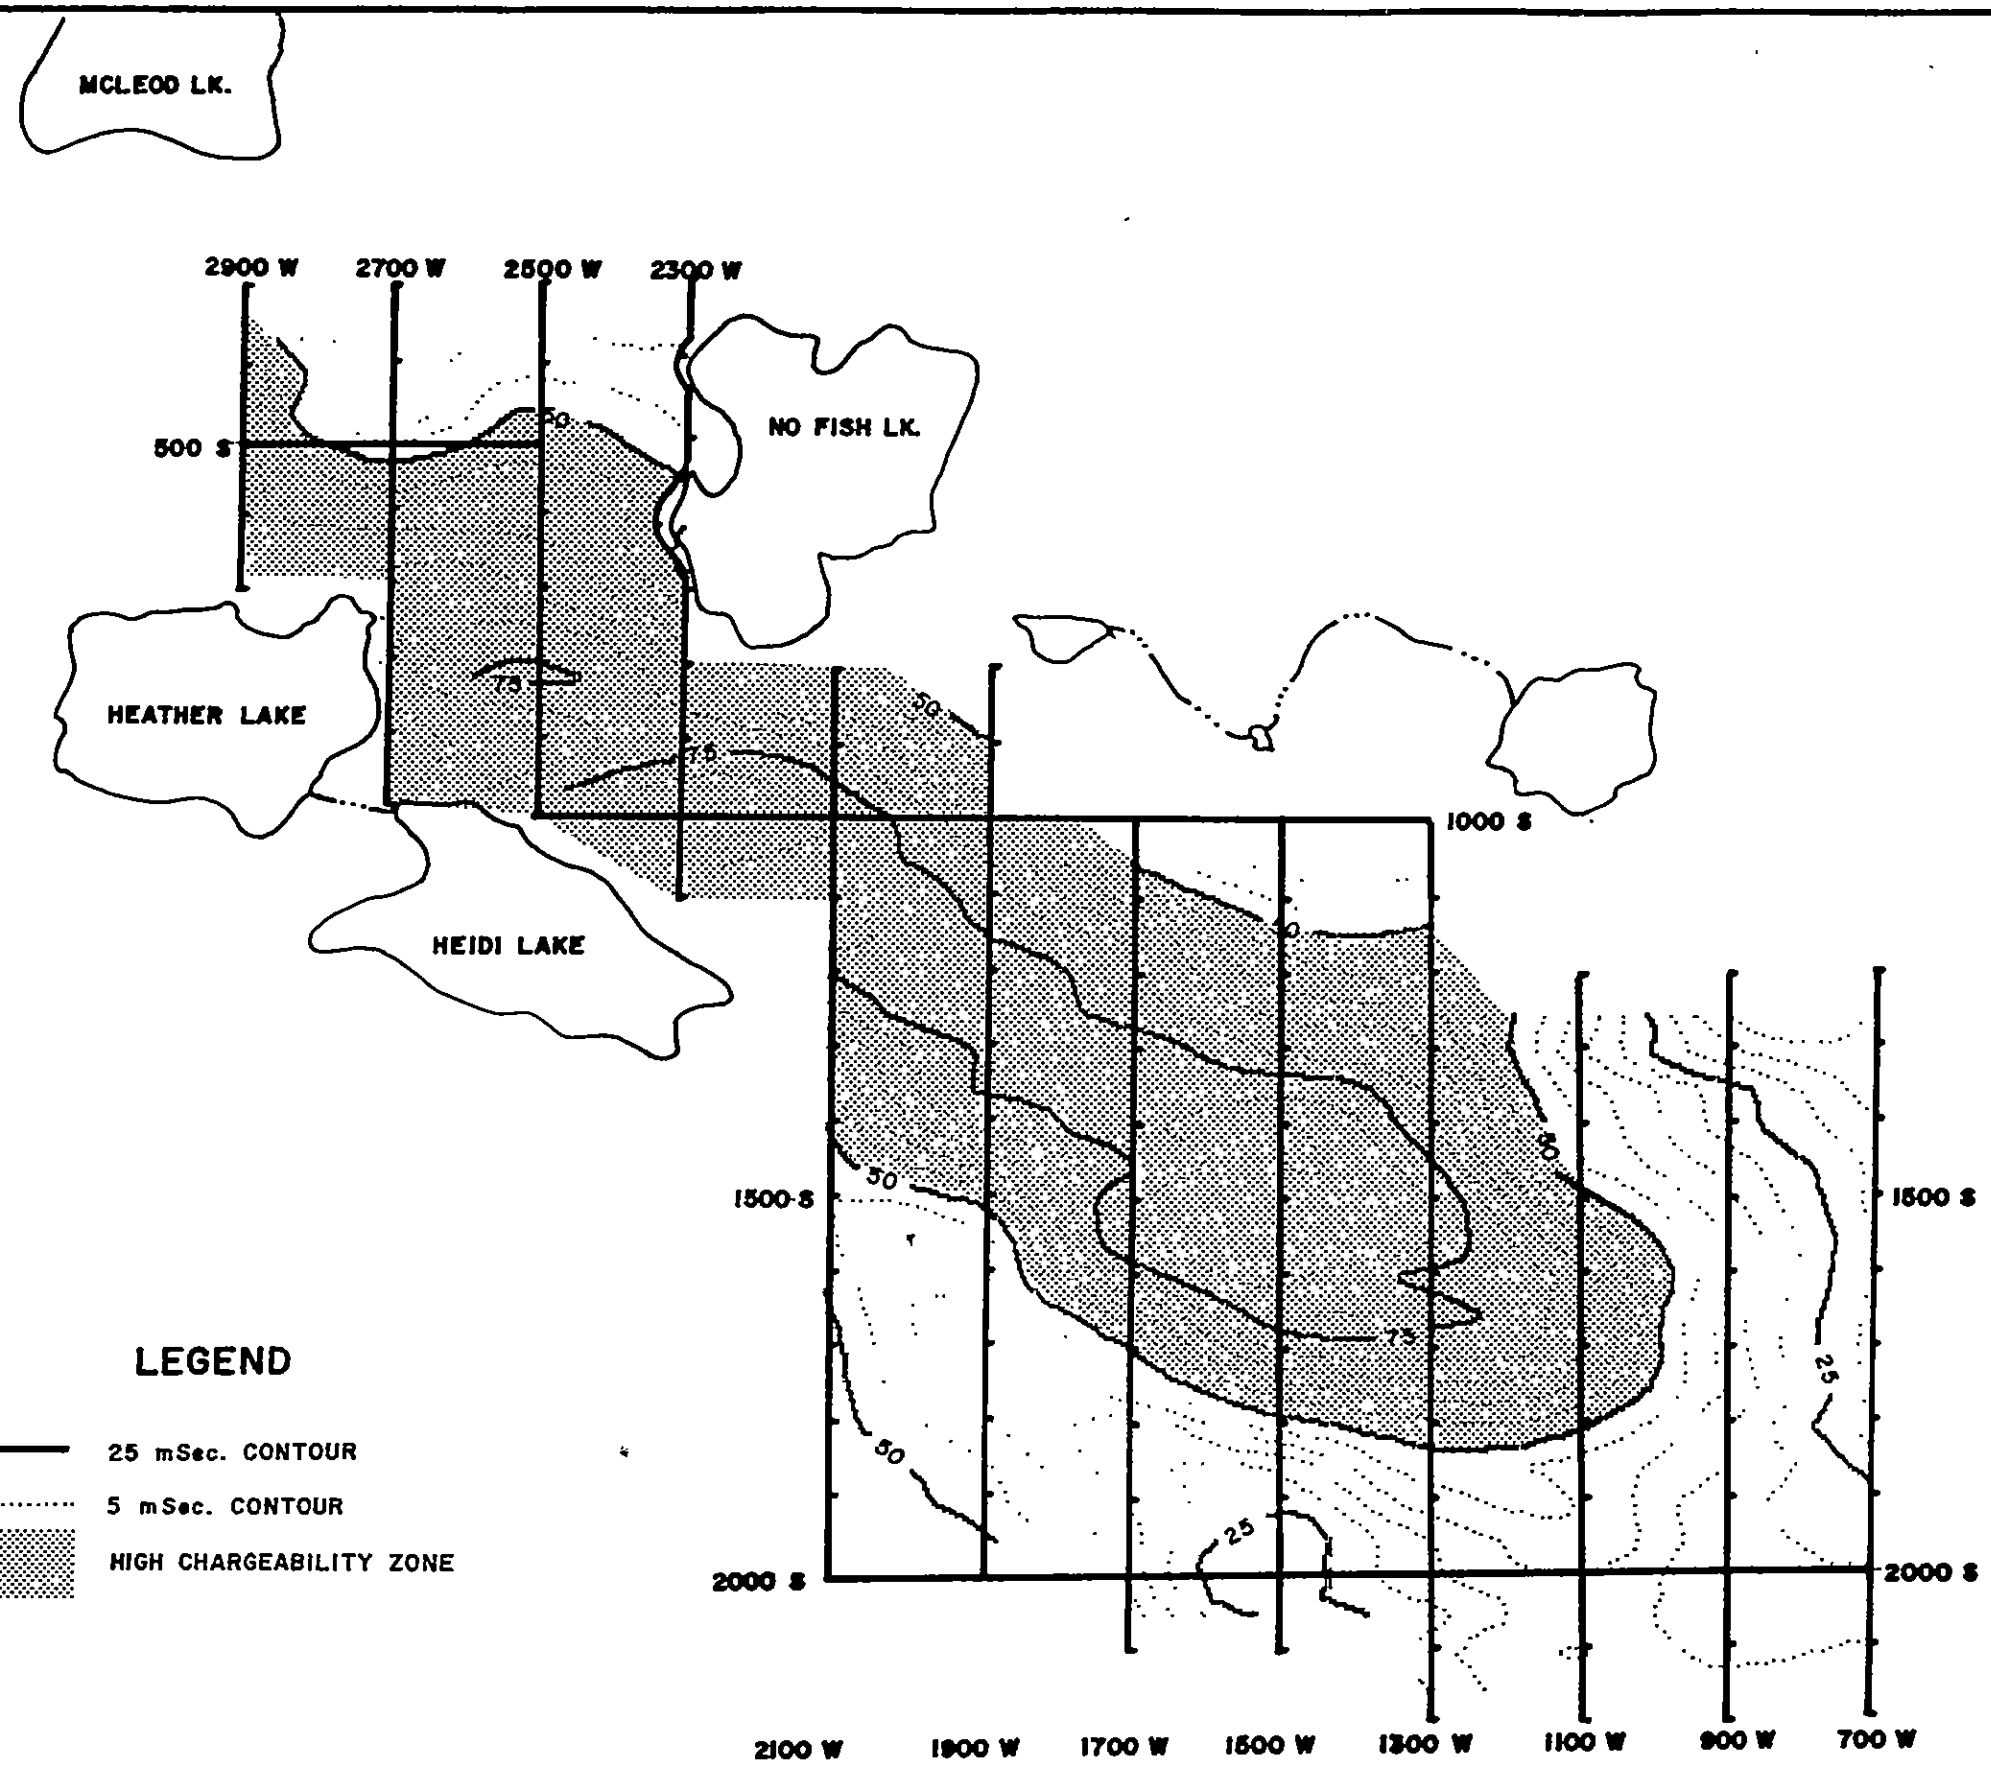 MCLEOD LK.
2900 W 2700 W 2500 W 2300 W
NO FISH LK.
500 S
50
75
HEATHER LAKE
50
75
1000 S
50
HEIDI LAKE
50
50
1500 S
1500 S
75
25
LEGEND
25 mSec. CONTOUR
50
5 mSec. CONTOUR
25
HIGH CHARGEABILITY ZONE
2000 S
2000 S
2100 W 1900 W 1700 W 1500 W 1300 W 1100 W 900 W 700 W